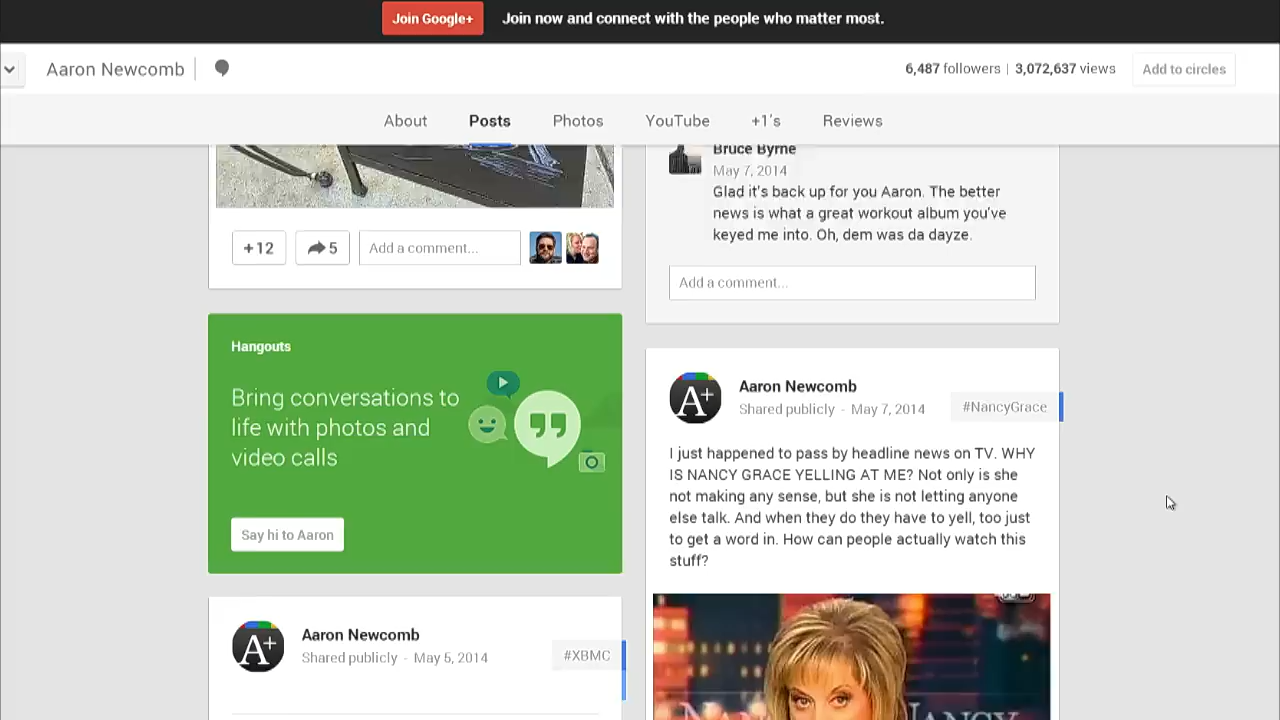 Join Google+ Join now and connect with the people who matter most.
Aaron Newcomb
6,487 followers | 3,072,637 views
Add to circles
About Posts Photos YouTube +1's Reviews
+12
5
Add a comment...
Hangouts
Bring conversations to
life with photos and
video calls
Say hi to Aaron
A+
Aaron Newcomb
Shared publicly - May 5, 2014
#XBMC
Bruce Byrne
May 7, 2014
Glad it's back up for you Aaron. The better
news is what a great workout album you've
keyed me into. Oh, dem was da dayze.
Add a comment...
A+
Aaron Newcomb
Shared publicly - May 7, 2014
#NancyGrace
I just happened to pass by headline news on TV. WHY
IS NANCY GRACE YELLING AT ME? Not only is she
not making any sense, but she is not letting anyone
else talk. And when they do they have to yell, too just
to get a word in. How can people actually watch this
stuff?